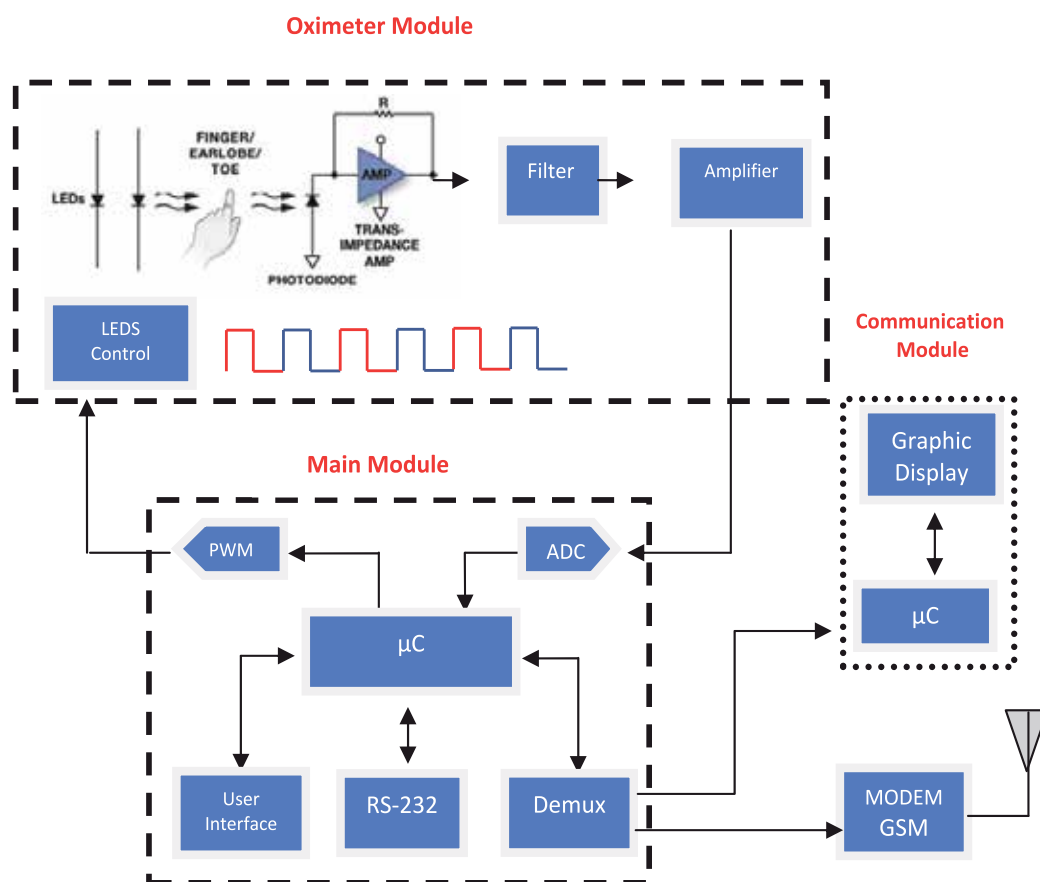 Oximeter Module
R
FINGER/
EARLOBE/
TOE
LEDs
AMP
TRANS-
IMPEDANCE
AMP
PHOTODIODE
Filter
Amplifier
LEDS
Control
Communication
Module
Graphic
Display
µC
Main Module
PWM
ADC
µC
User
Interface
RS-232
Demux
MODEM
GSM